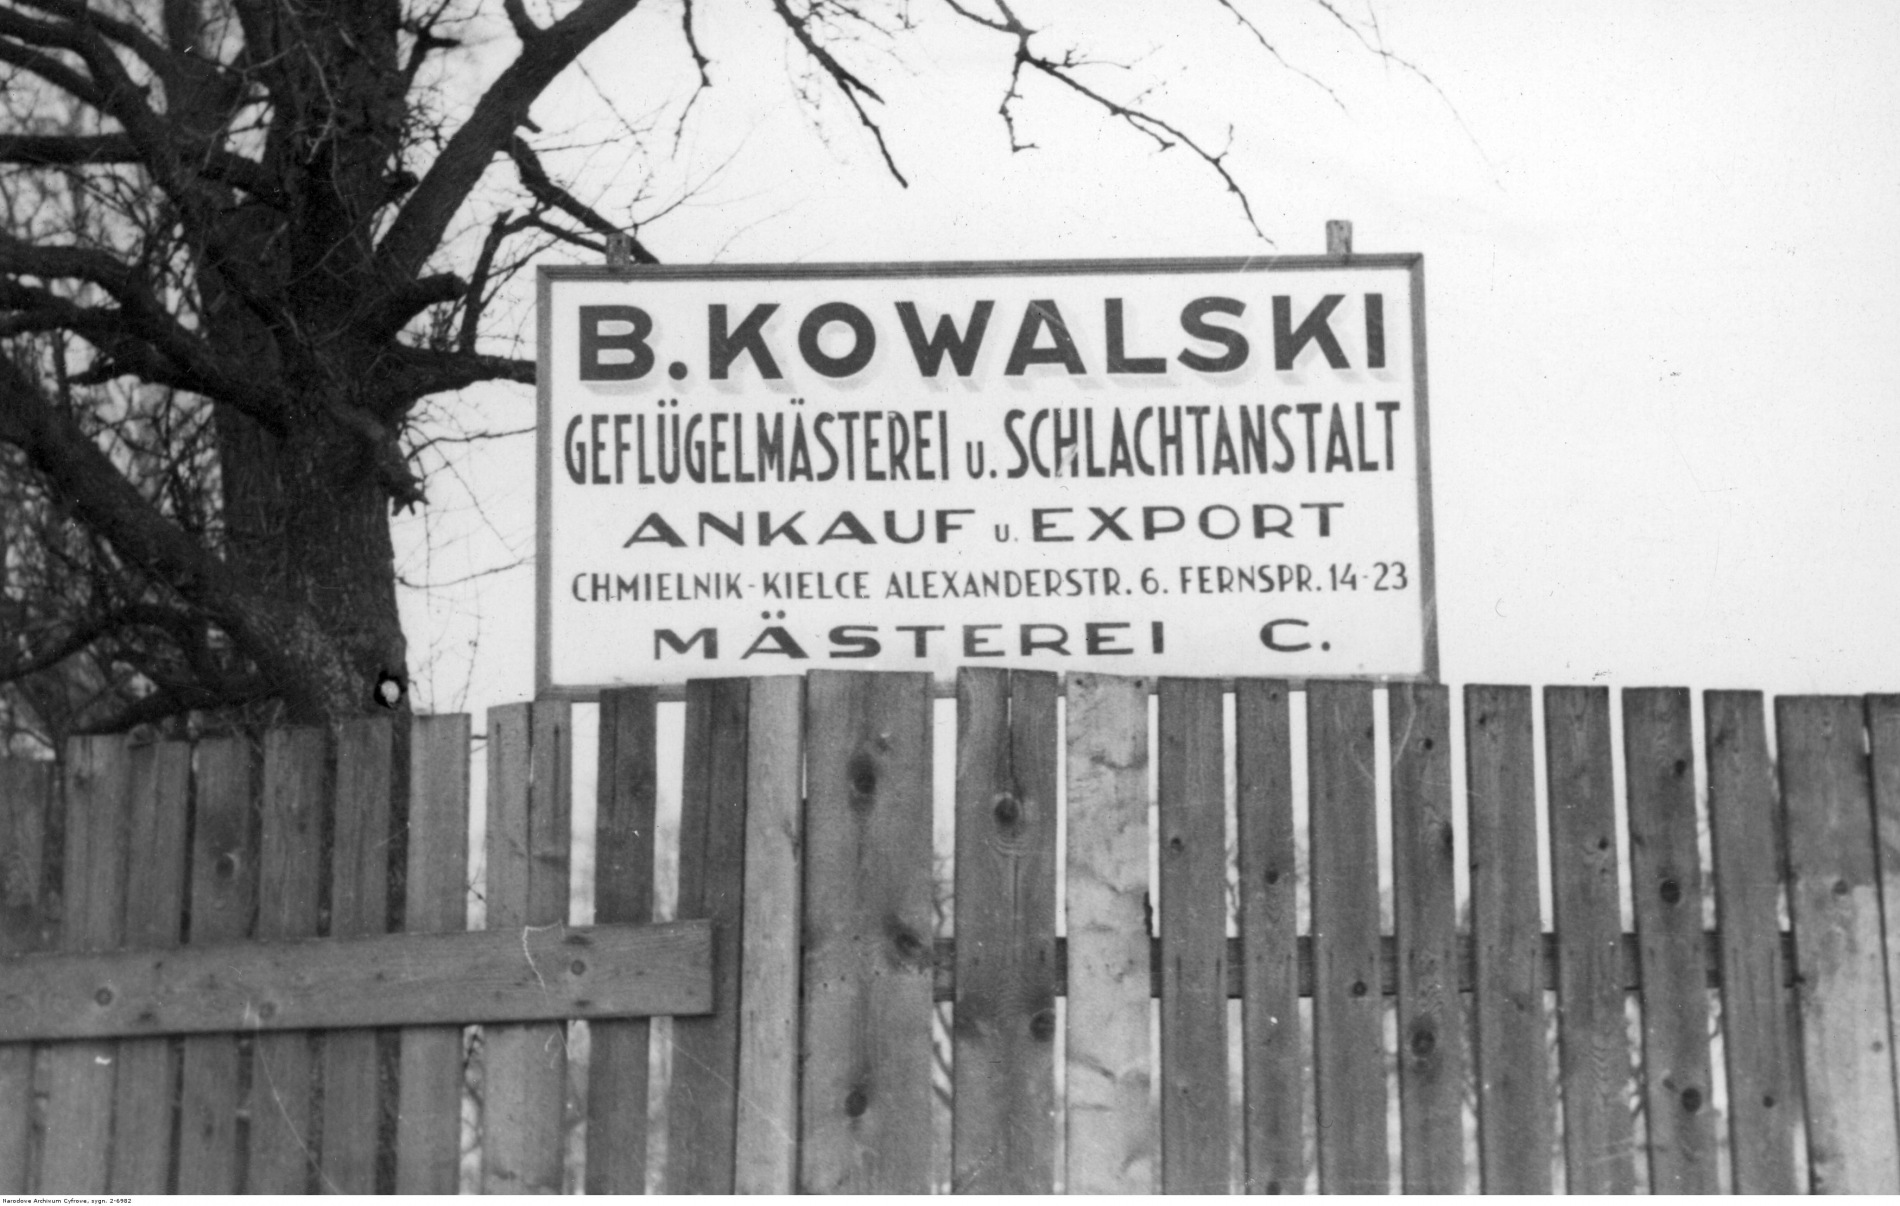 B. KOWALSKI
GEFLÜGELMÄSTEREI u. SCHLACHTANSTALT
ANKAUF u. EXPORT
CHMIELNIK-KIELCE ALEXANDERSTR. 6. FERNSPR. 14-23
MÄSTEREI C.
Narodowe Archiwum Cyfrowe, sygn. 2-6982